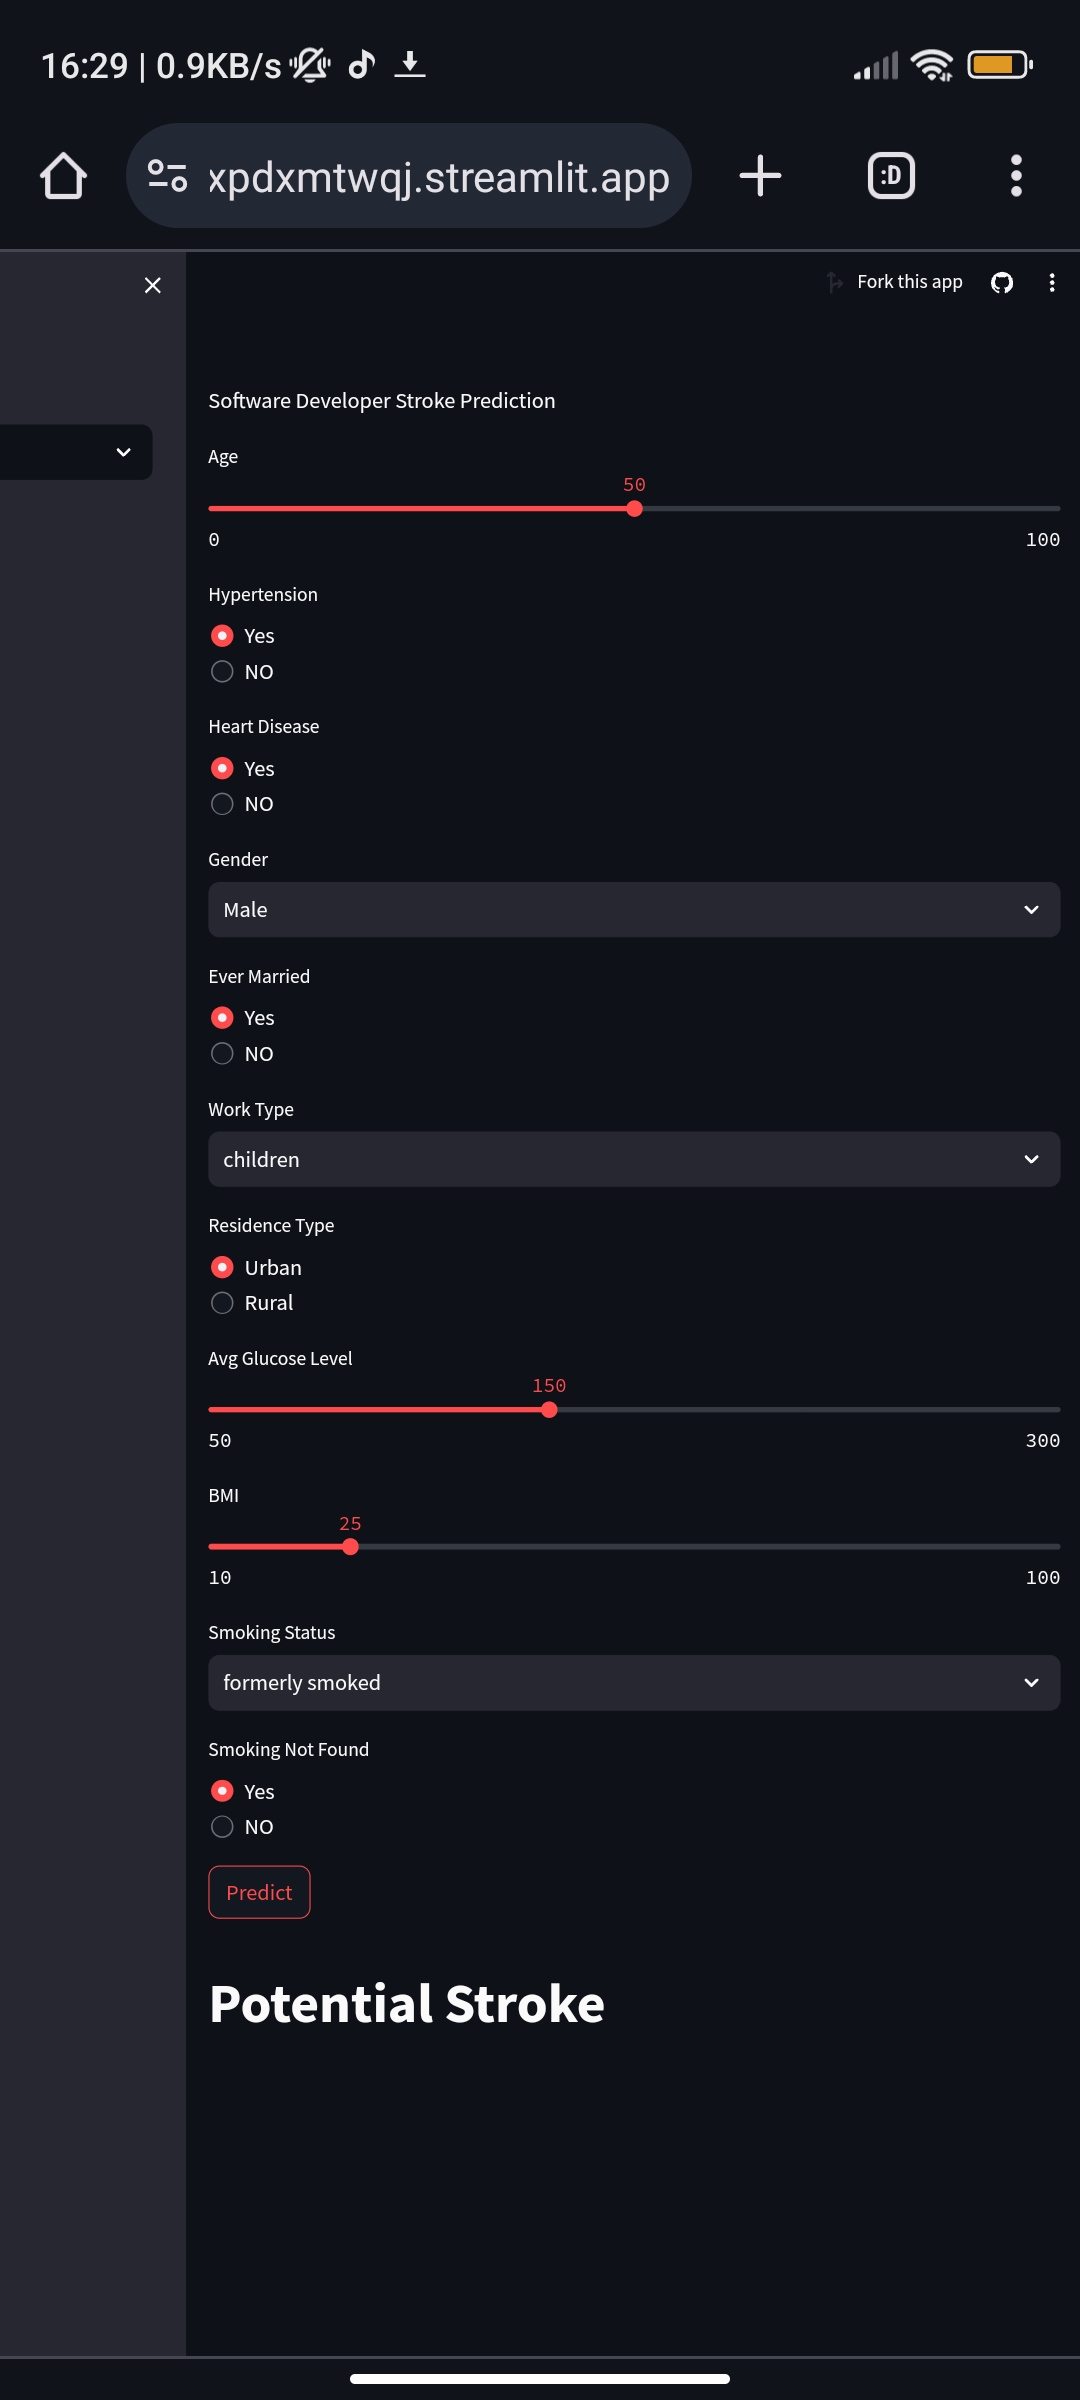 16:29 | 0.9KB/s
xpdxmtwqj.streamlit.app
:D
Fork this app
Software Developer Stroke Prediction
Age
50
0 100
Hypertension
Yes
NO
Heart Disease
Yes
NO
Gender
Male
Ever Married
Yes
NO
Work Type
children
Residence Type
Urban
Rural
Avg Glucose Level
150
50 300
BMI
25
10 100
Smoking Status
formerly smoked
Smoking Not Found
Yes
NO
Predict
Potential Stroke